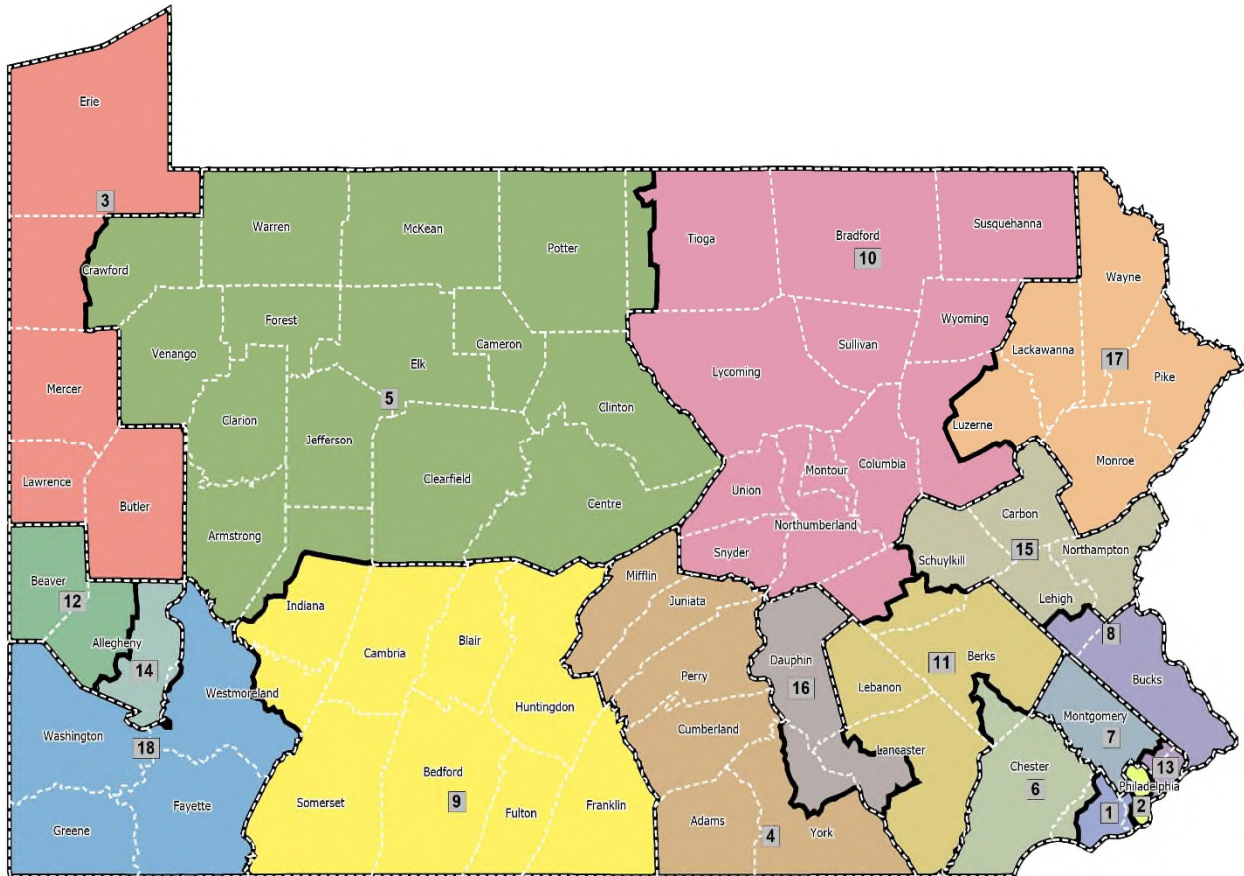 Erie
3
Warren
McKean
Potter
Tioga
Bradford
10
Susquehanna
Crawford
Wayne
Forest
Venango
Elk
Cameron
5
Sullivan
Wyoming
Lackawanna
17
Pike
Mercer
Lycoming
Clarion
Jefferson
Clinton
Luzerne
Monroe
Lawrence
Butler
Clearfield
Centre
Union
Montour
Columbia
Northumberland
Carbon
Armstrong
Snyder
15
Northampton
Schuylkill
Beaver
12
Mifflin
Juniata
Lehigh
Indiana
Allegheny
14
Blair
Cambria
8
Dauphin
16
Berks
11
Perry
Lebanon
Bucks
Westmoreland
Huntingdon
Washington
18
Cumberland
Lancaster
Montgomery
7
Chester
6
13
Philadelphia
Bedford
9
Somerset
Fulton
Franklin
Fayette
Greene
Adams
4
York
1
2